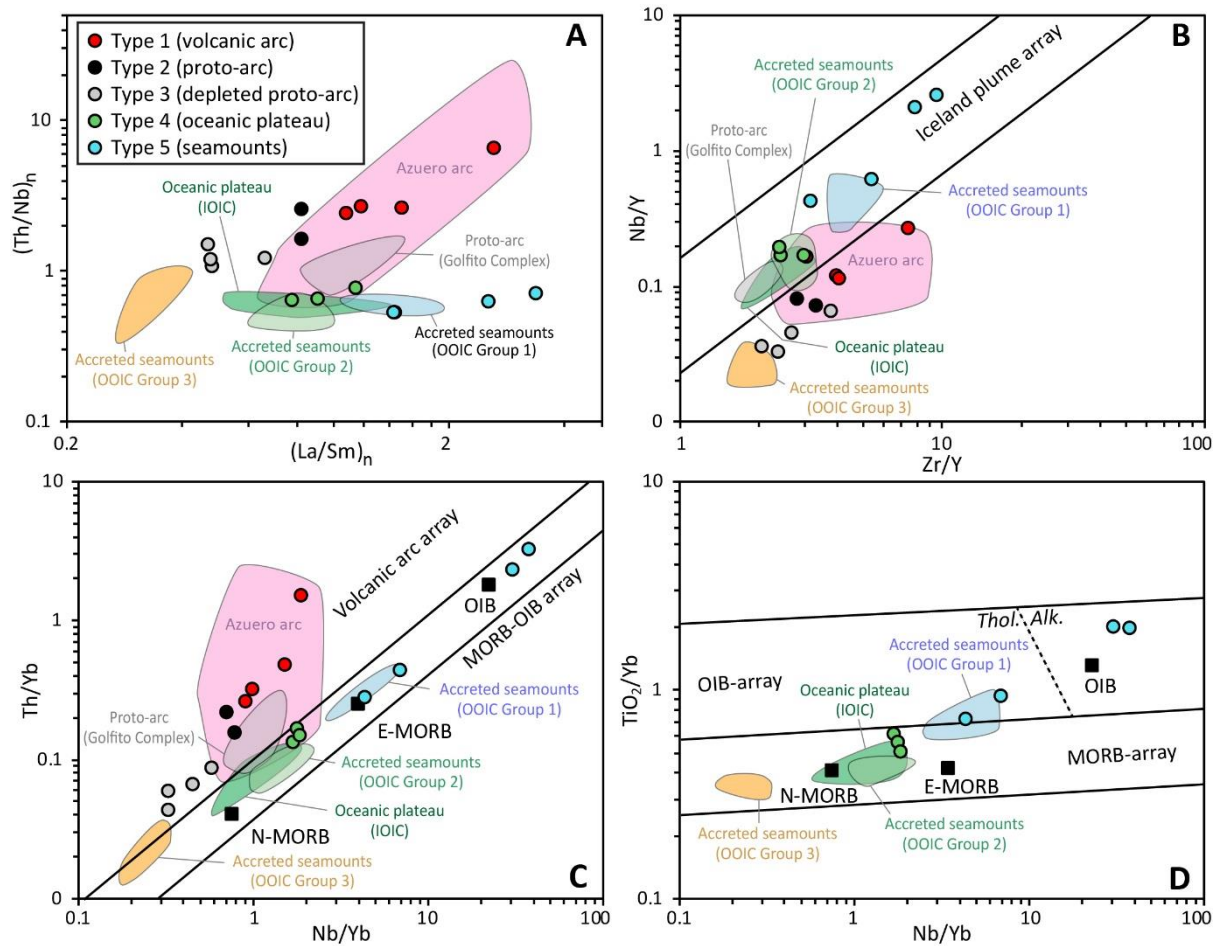 A
Type 1 (volcanic arc)
Type 2 (proto-arc)
Type 3 (depleted proto-arc)
Type 4 (oceanic plateau)
Type 5 (seamounts)
10
1
0.1
(Th/Nb)n
Azuero arc
Oceanic plateau
(IOIC)
Proto-arc
(Golfito Complex)
Accreted seamounts
(OOIC Group 3)
Accreted seamounts
(OOIC Group 2)
Accreted seamounts
(OOIC Group 1)
0.2
2
(La/Sm)n
B
10
1
0.1
0
Nb/Y
Accreted seamounts
(OOIC Group 2)
Iceland plume array
Proto-arc
(Golfito Complex)
Accreted seamounts
(OOIC Group 1)
Azuero arc
Oceanic plateau
(IOIC)
Accreted seamounts
(OOIC Group 3)
1
10
100
Zr/Y
10
1
0.1
0
Th/Yb
Volcanic arc array
MORB-OIB array
OIB
Azuero arc
Accreted seamounts
(OOIC Group 1)
Proto-arc
(Golfito Complex)
E-MORB
Accreted seamounts
(OOIC Group 2)
Oceanic plateau
(IOIC)
N-MORB
Accreted seamounts
(OOIC Group 3)
C
0.1
1
10
100
Nb/Yb
10
1
0.1
TiO2/Yb
Thol. Alk.
Accreted seamounts
(OOIC Group 1)
OIB-array
OIB
Oceanic plateau
(IOIC)
MORB-array
N-MORB
E-MORB
Accreted seamounts
(OOIC Group 3)
Accreted seamounts
(OOIC Group 2)
D
0.1
1
10
100
Nb/Yb